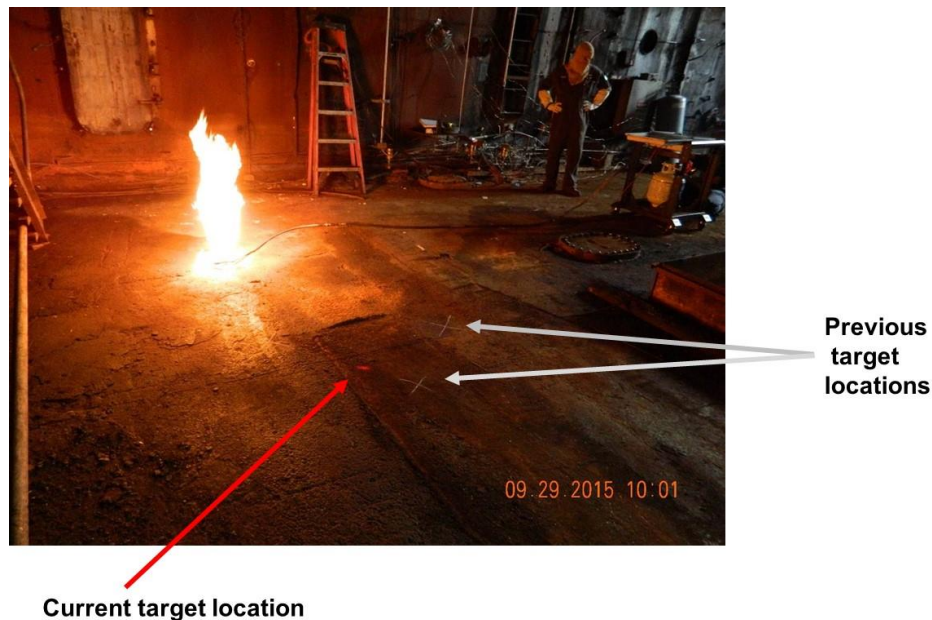 Previous
target
locations
09.29.2015 10:01
Current target location